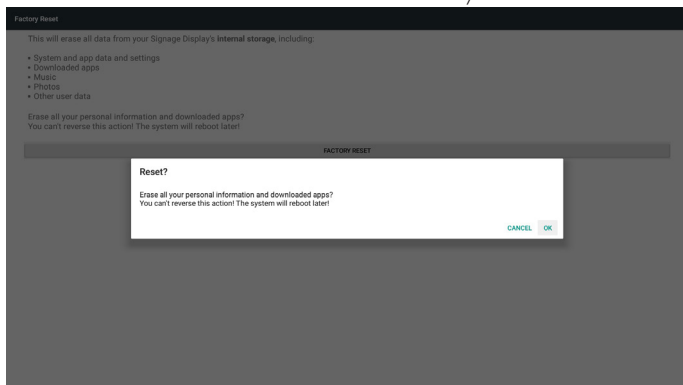 Factory Reset
This will erase all data from your Signage Display's internal storage, including:
• System and app data and settings
• Downloaded apps
• Music
• Photos
• Other user data
Erase all your personal information and downloaded apps?
You can't reverse this action! The system will reboot later!
FACTORY RESET
Reset?
Erase all your personal information and downloaded apps?
You can't reverse this action! The system will reboot later!
CANCEL OK